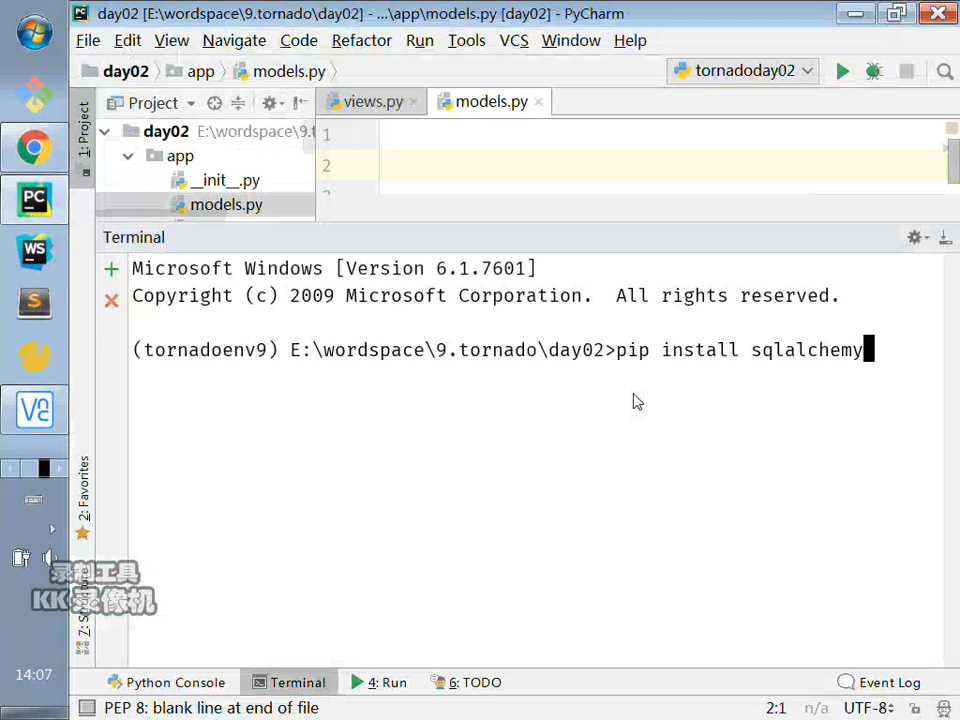 day02 [E:\wordspace\9.tornado\day02] - ...\app\models.py [day02] - PyCharm
File Edit View Navigate Code Refactor Run Tools VCS Window Help
day02 app models.py tornadoday02
Project views.py models.py
1: Project
day02 E:\wordspace\9.t
app
__init__.py
models.py
1
2
Terminal
Microsoft Windows [Version 6.1.7601]
Copyright (c) 2009 Microsoft Corporation. All rights reserved.
(tornadoenv9) E:\wordspace\9.tornado\day02>pip install sqlalchemy
PC
WS
2: Favorites
7: Structure
录制工具
KK录像机
14:07
Python Console Terminal 4: Run 6: TODO Event Log
PEP 8: blank line at end of file 2:1 n/a UTF-8